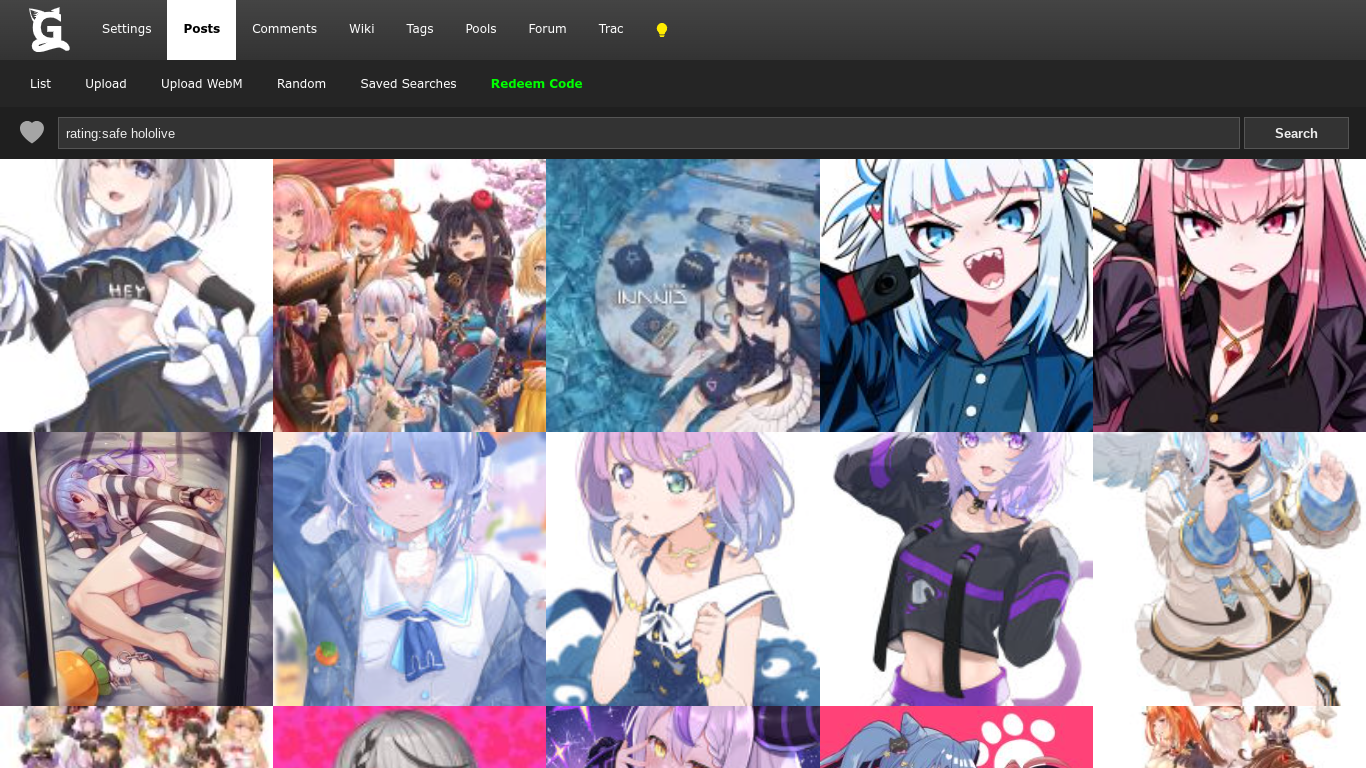 Settings Posts Comments Wiki Tags Pools Forum Trac
List Upload Upload WebM Random Saved Searches Redeem Code
rating:safe hololive Search
HEY
INANIS